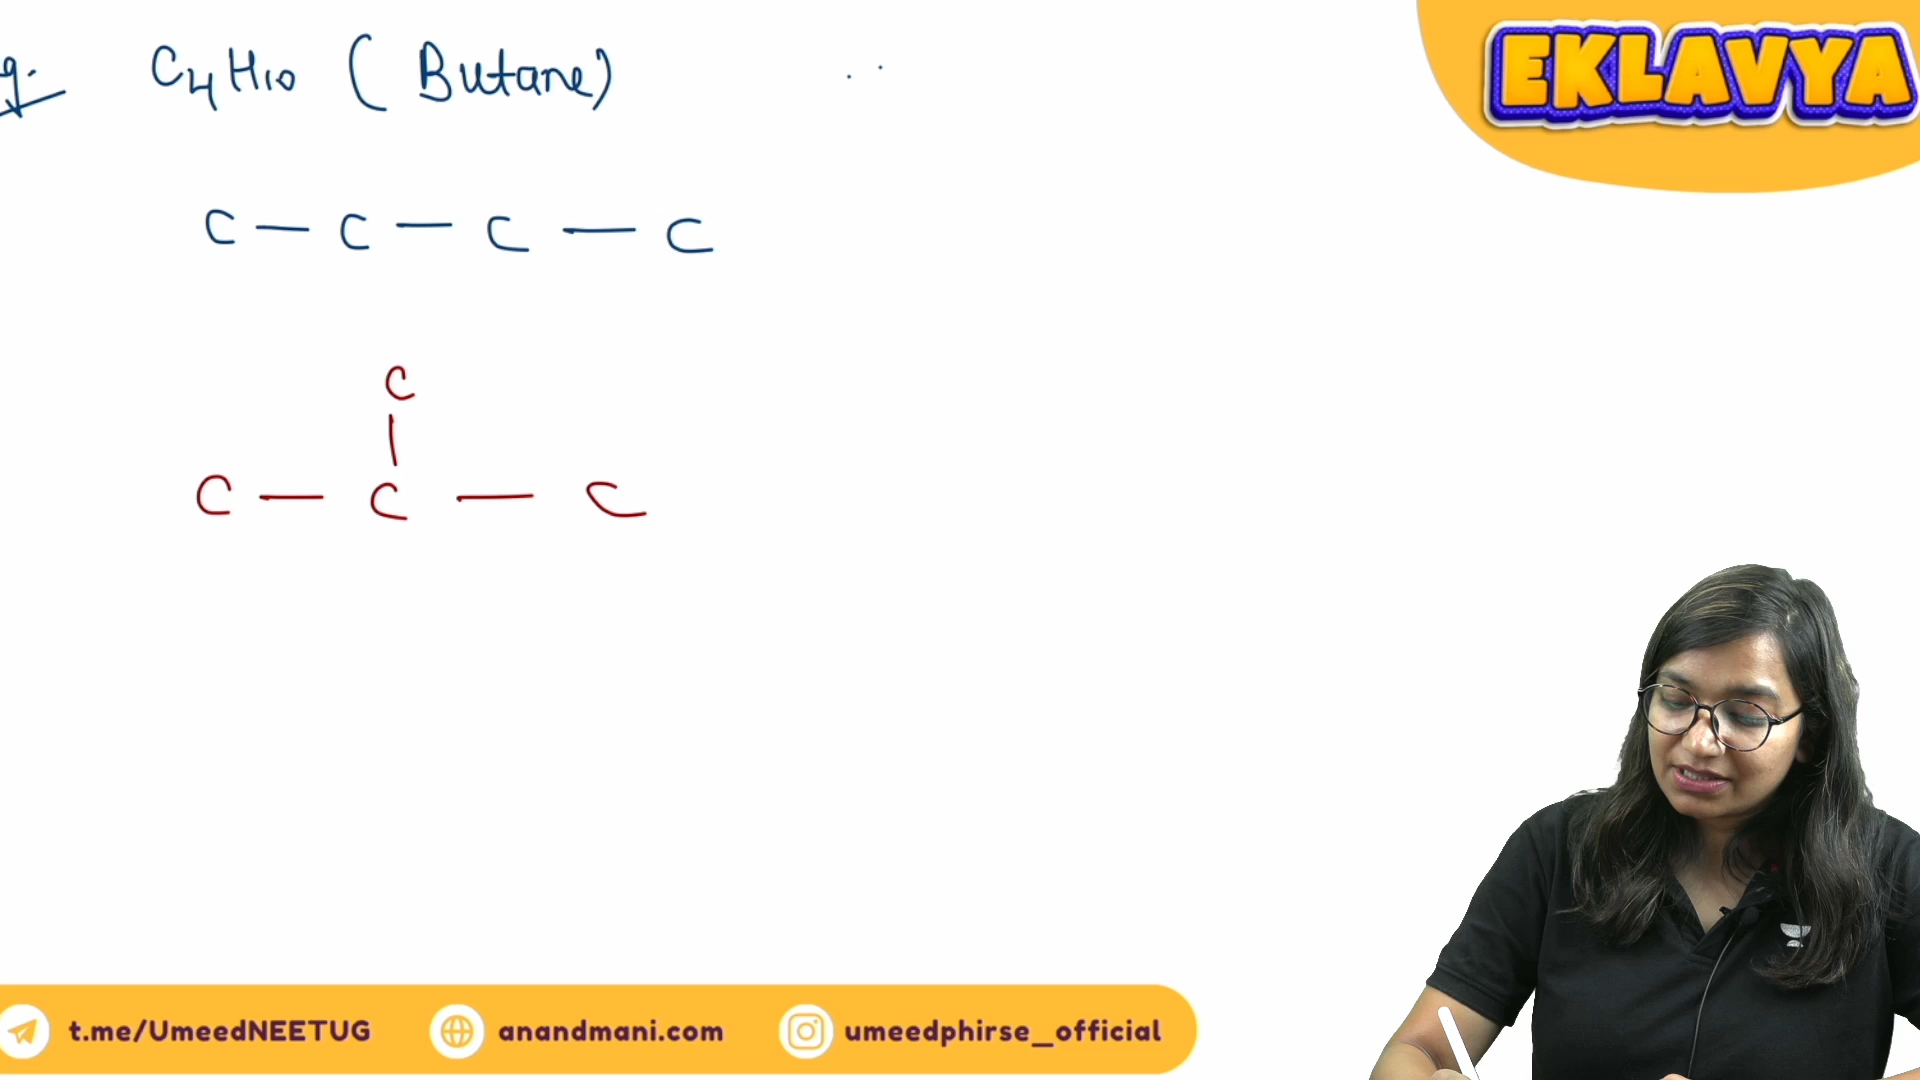 g. C4H10 ( Butane)
EKLAVYA
C — C — C — C
C
|
C — C — C
t.me/UmeedNEETUG anandmani.com umeedphirse_official